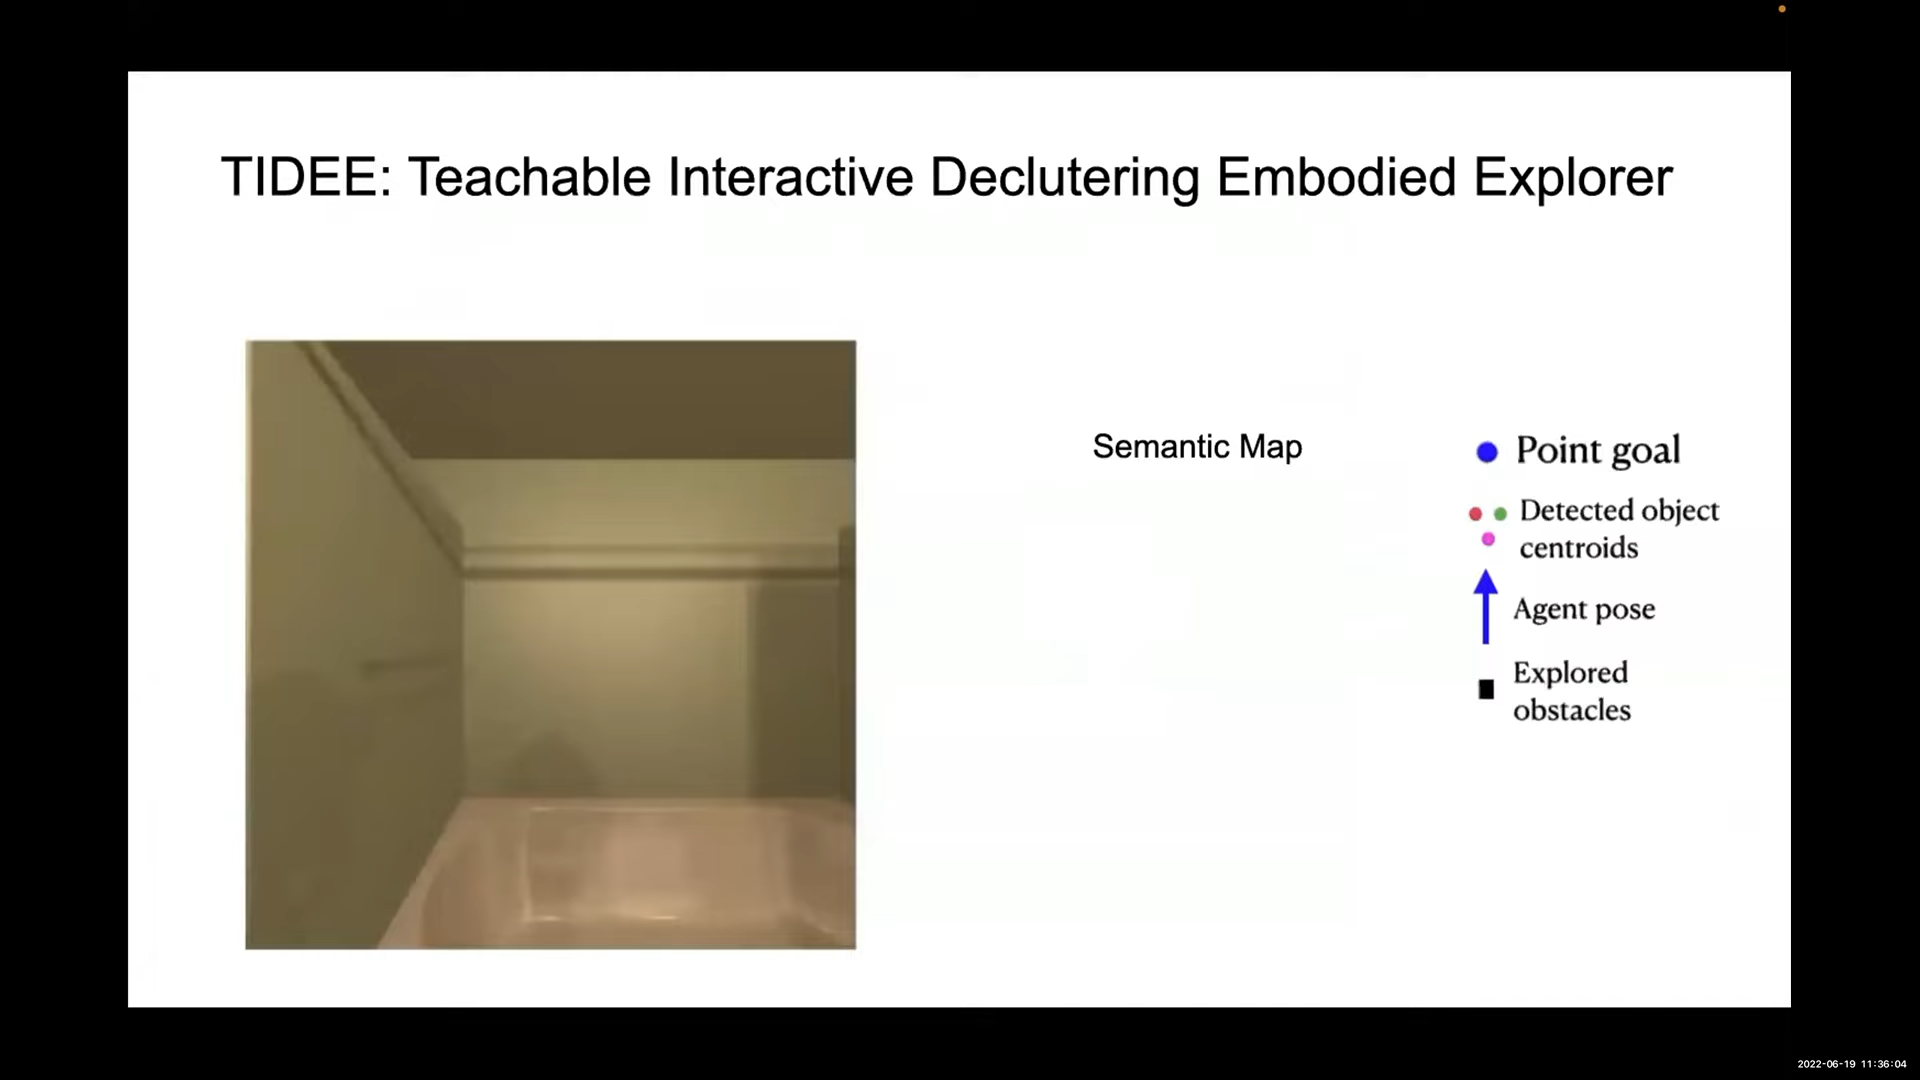 TIDEE: Teachable Interactive Declutering Embodied Explorer
Semantic Map
Point goal
Detected object
centroids
Agent pose
Explored
obstacles
2022-06-19 11:36:04